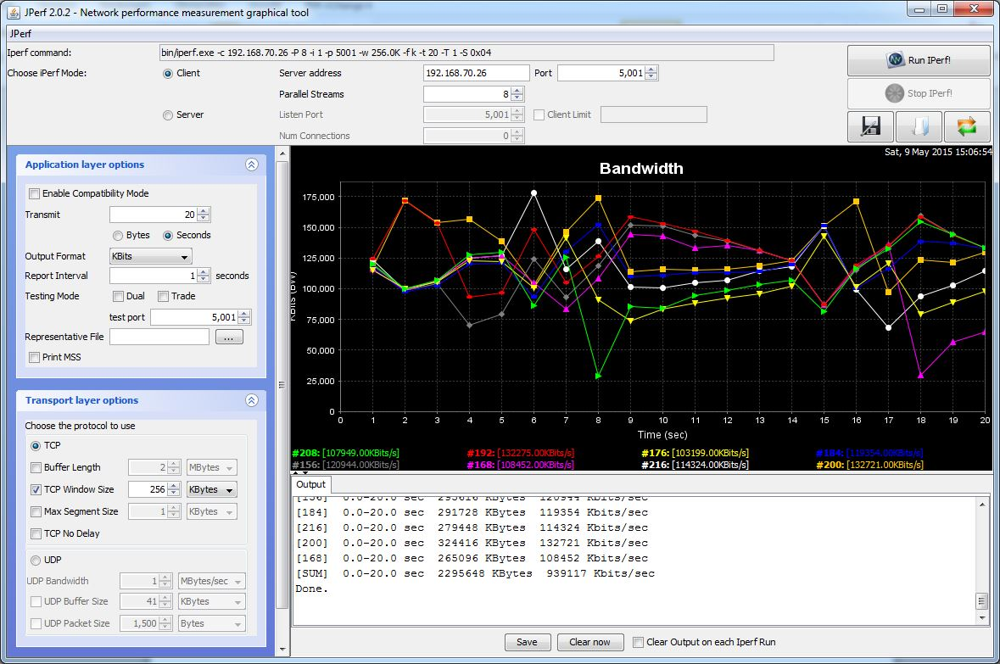 JPerf 2.0.2 - Network performance measurement graphical tool
JPerf
Iperf command:
bin/iperf.exe -c 192.168.70.26 -P 8 -i 1 -p 5001 -w 256.0K -f k -t 20 -T 1 -S 0x04
Choose iPerf Mode:
Client
Server address
192.168.70.26
Port
5,001
Parallel Streams
8
Server
Listen Port
5,001
Client Limit
Num Connections
0
Run IPerf!
Stop IPerf!
Application layer options
Enable Compatibility Mode
Transmit
20
Bytes
Seconds
Output Format
KBits
Report Interval
1
seconds
Testing Mode
Dual
Trade
test port
5,001
Representative File
...
Print MSS
Transport layer options
Choose the protocol to use
TCP
Buffer Length
2
MBytes
TCP Window Size
256
KBytes
Max Segment Size
1
KBytes
TCP No Delay
UDP
UDP Bandwidth
1
MBytes/sec
UDP Buffer Size
41
KBytes
UDP Packet Size
1,500
Bytes
Sat, 9 May 2015 15:06:54
Bandwidth
KBits (BW)
175,000
150,000
125,000
100,000
75,000
50,000
25,000
0
0 1 2 3 4 5 6 7 8 9 10 11 12 13 14 15 16 17 18 19 20
Time (sec)
#208: [107949.00KBits/s] #192: [132275.00KBits/s] #176: [103199.00KBits/s] #184: [119354.00KBits/s]
#156: [120944.00KBits/s] #168: [108452.00KBits/s] #216: [114324.00KBits/s] #200: [132721.00KBits/s]
Output
[156] 0.0-20.0 sec 295616 KBytes 120944 Kbits/sec
[184] 0.0-20.0 sec 291728 KBytes 119354 Kbits/sec
[216] 0.0-20.0 sec 279448 KBytes 114324 Kbits/sec
[200] 0.0-20.0 sec 324416 KBytes 132721 Kbits/sec
[168] 0.0-20.0 sec 265096 KBytes 108452 Kbits/sec
[SUM] 0.0-20.0 sec 2295648 KBytes 939117 Kbits/sec
Done.
Save
Clear now
Clear Output on each Iperf Run